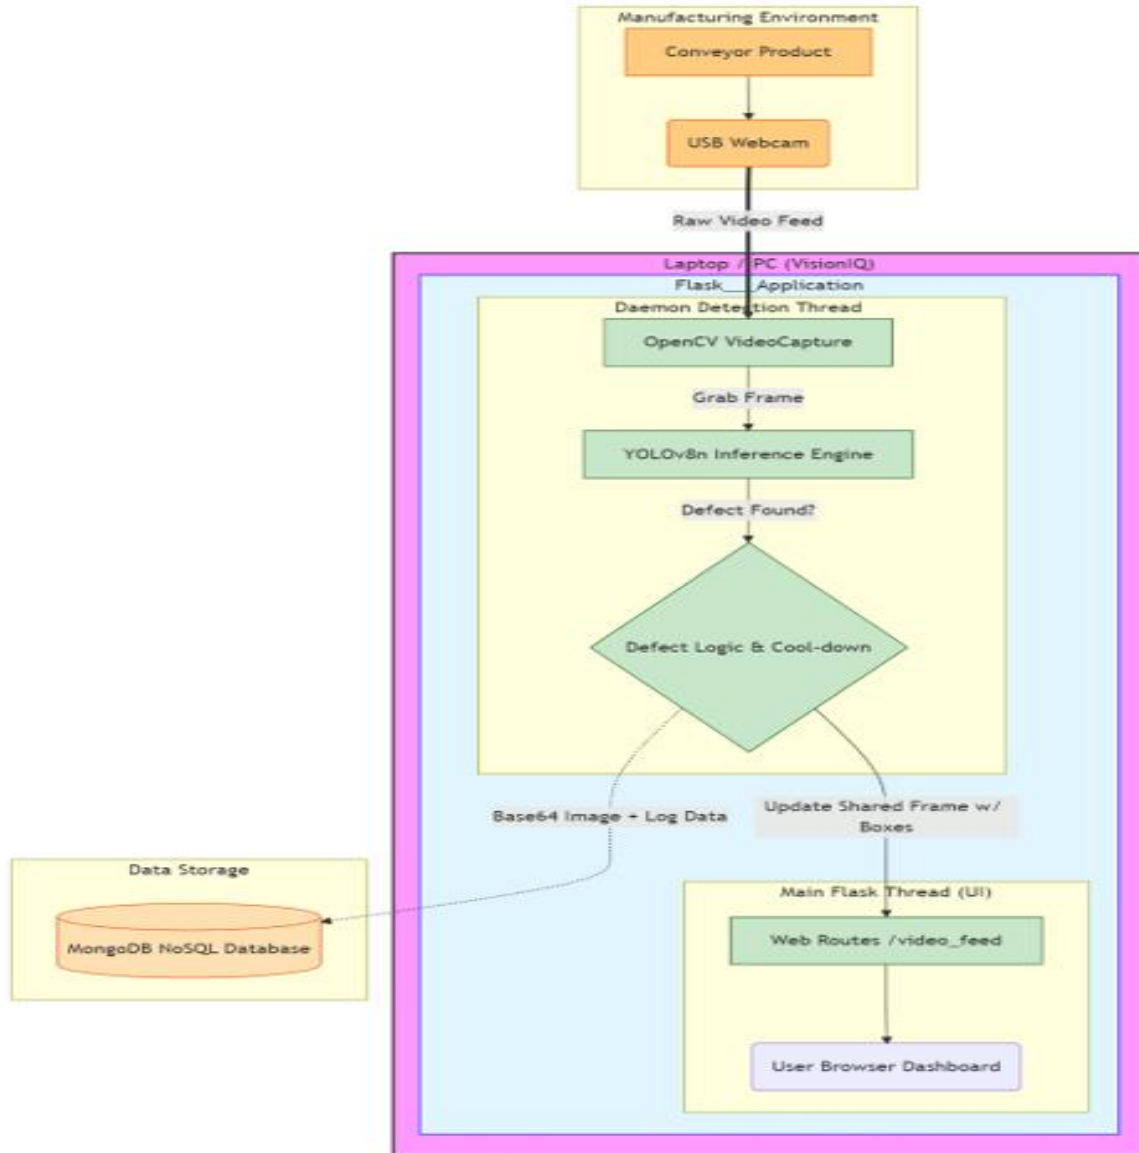 Manufacturing Environment
Conveyor Product
USB Webcam
Raw Video Feed
Laptop / PC (VisionIQ)
Flask___Application
Daemon Detection Thread
OpenCV VideoCapture
Grab Frame
YOLOv8n Inference Engine
Defect Found?
Defect Logic & Cool-down
Base64 Image + Log Data
Update Shared Frame w/
Boxes
Data Storage
MongoDB NoSQL Database
Main Flask Thread (UI)
Web Routes /video_feed
User Browser Dashboard